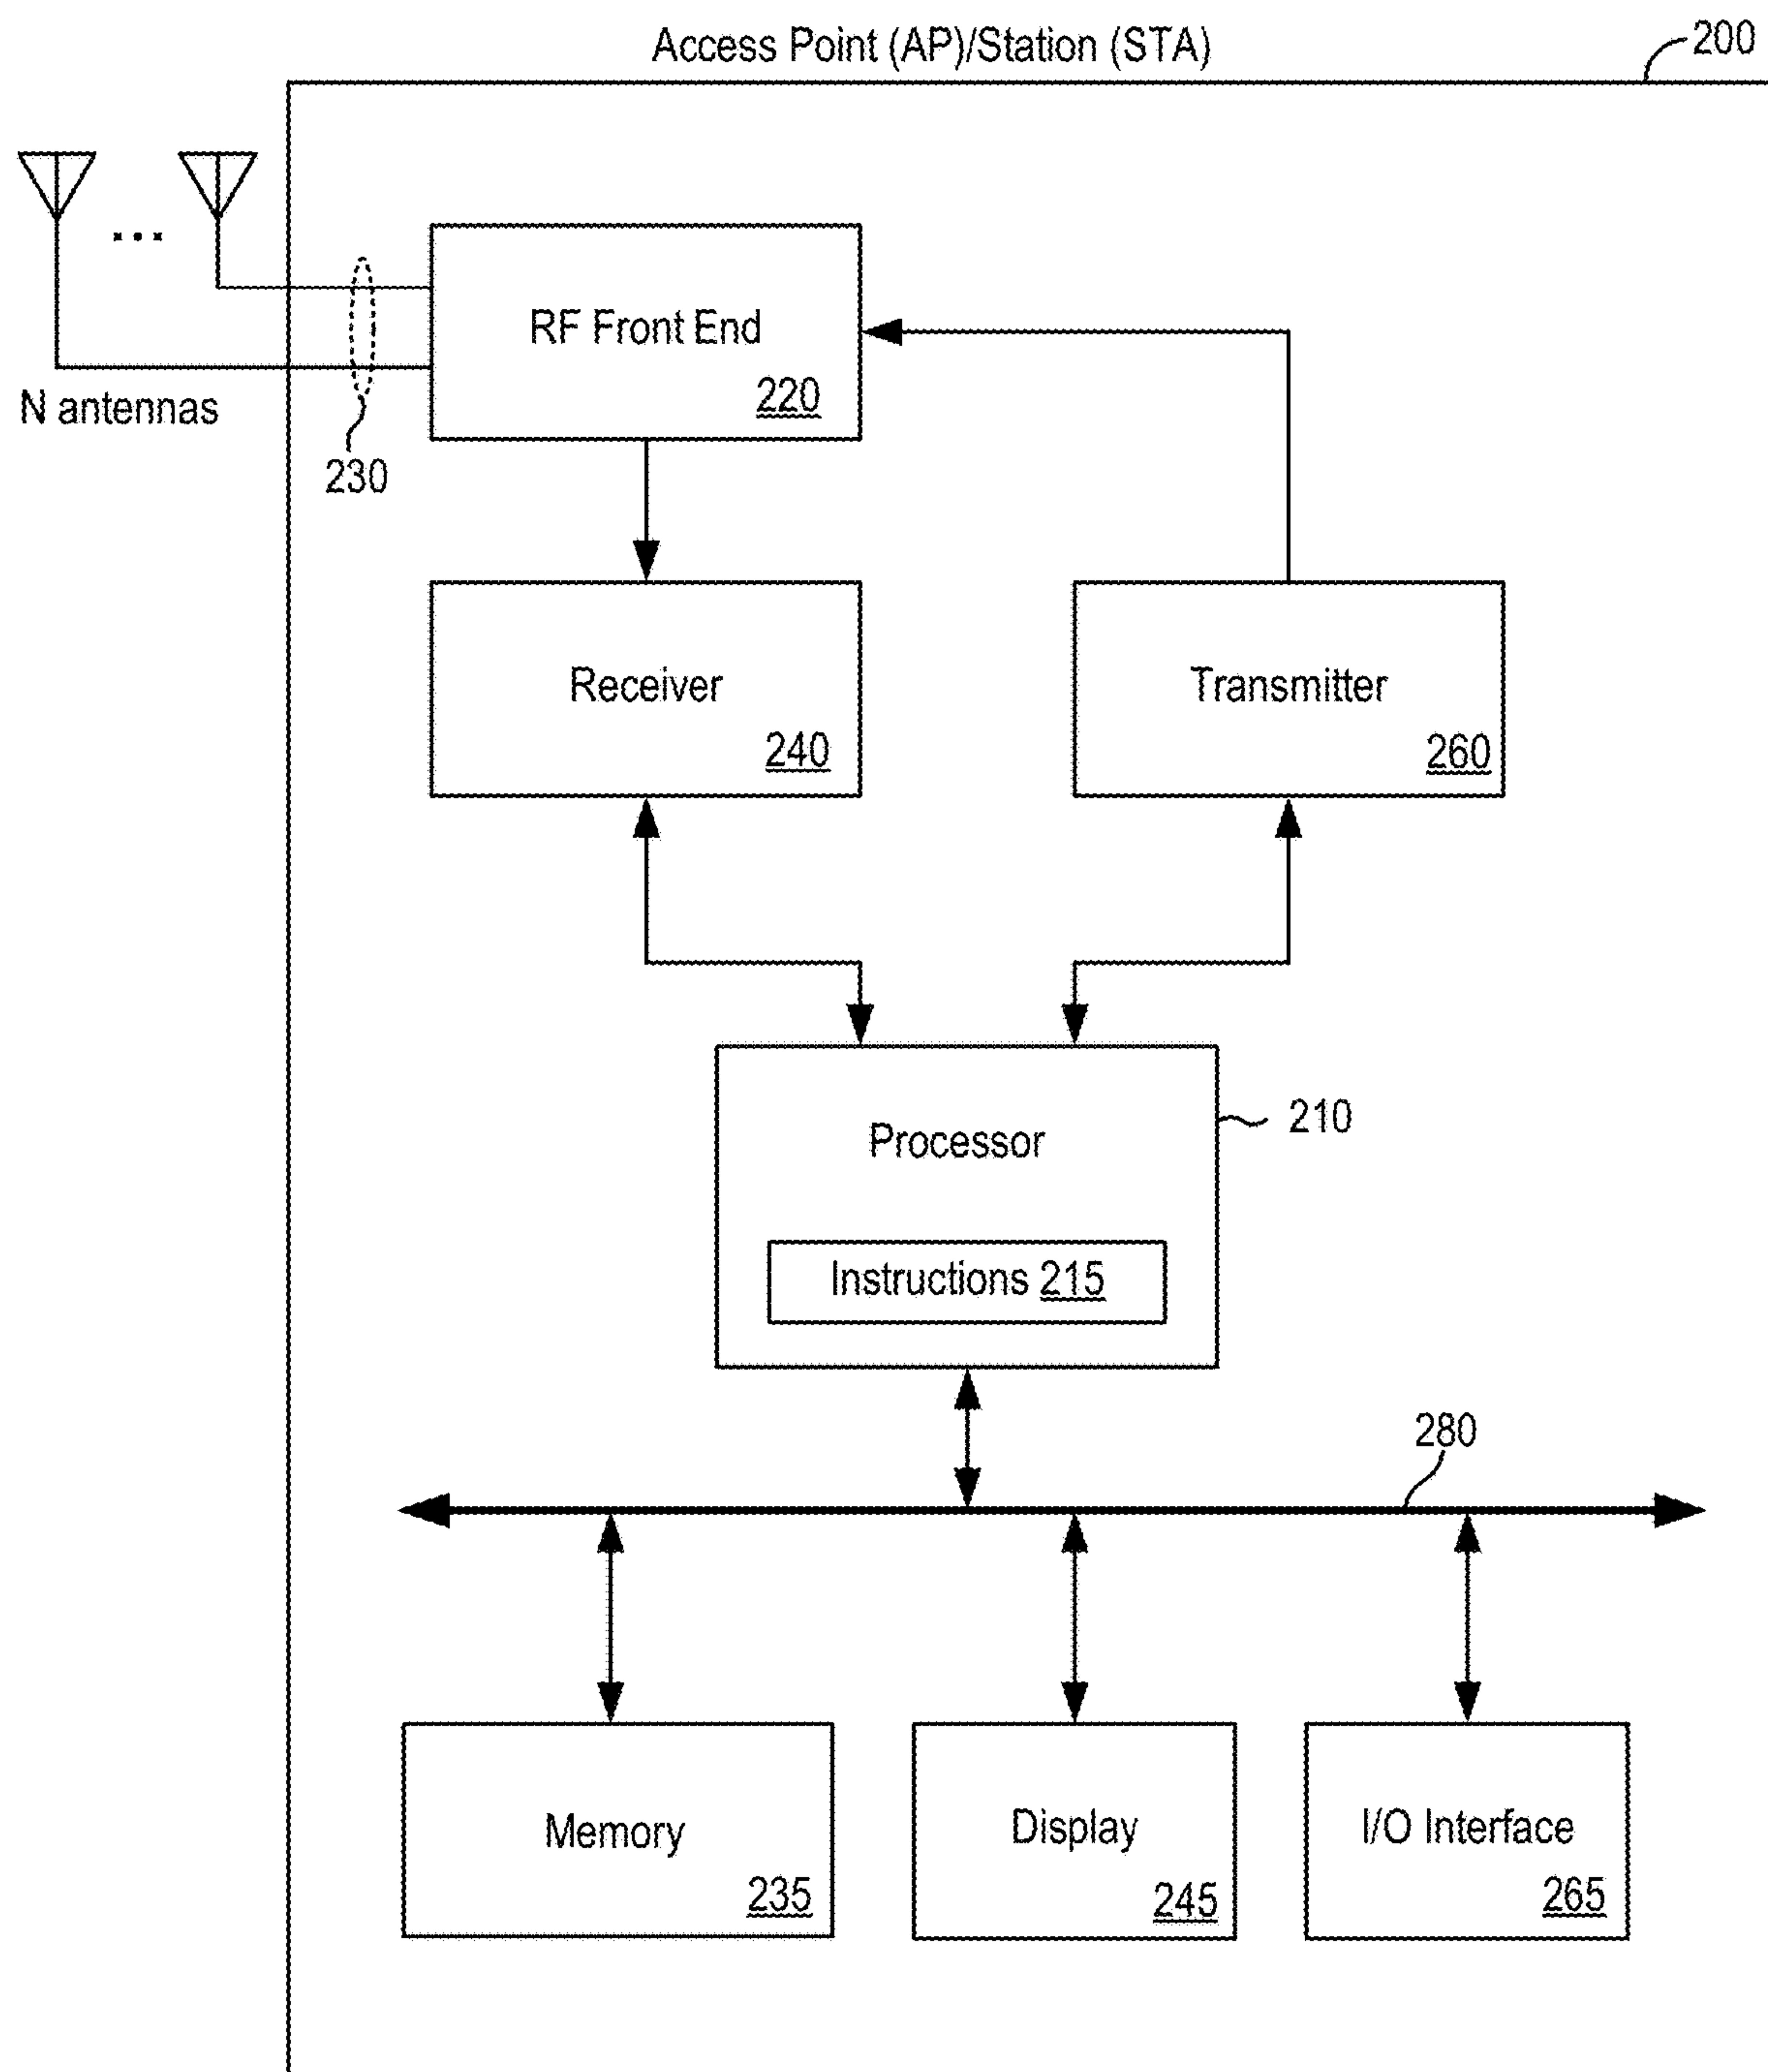 Access Point (AP)/Station (STA)
200
...
RF Front End
220
N antennas
230
Receiver
240
Transmitter
260
Processor
210
Instructions 215
280
Memory
235
Display
245
I/O Interface
265